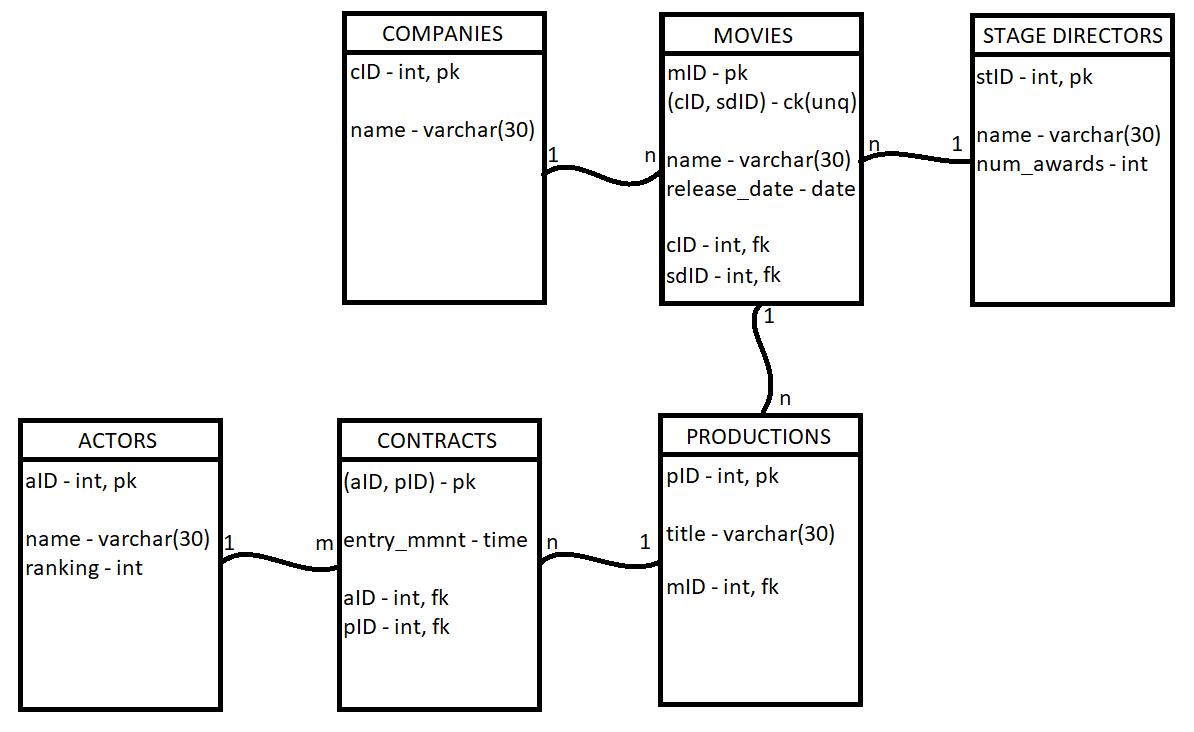 COMPANIES
cID - int, pk
name - varchar(30)
1
n
MOVIES
mID - pk
(cID, sdID) - ck(unq)
name - varchar(30)
release_date - date
cID - int, fk
sdID - int, fk
n
1
STAGE DIRECTORS
stID - int, pk
name - varchar(30)
num_awards - int
1
n
ACTORS
aID - int, pk
name - varchar(30)
ranking - int
1
m
CONTRACTS
(aID, pID) - pk
entry_mmnt - time
aID - int, fk
pID - int, fk
n
1
PRODUCTIONS
pID - int, pk
title - varchar(30)
mID - int, fk